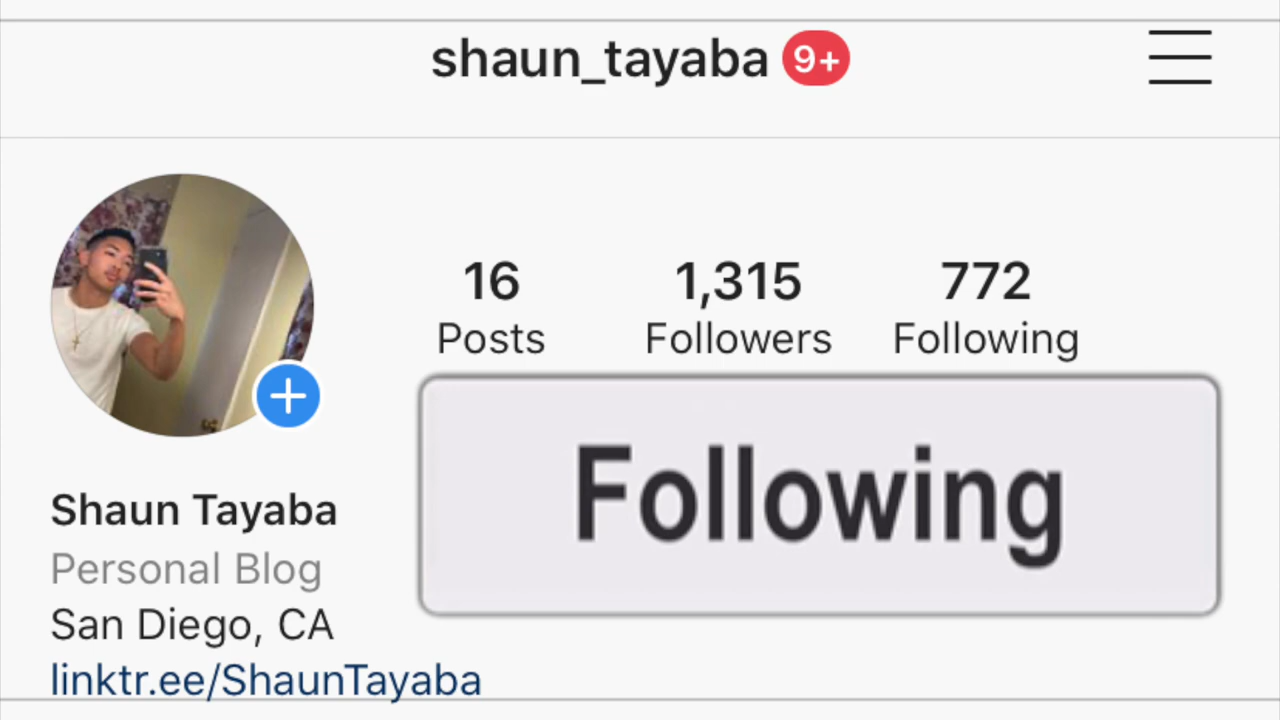 shaun_tayaba 9+
16 1,315 772
Posts Followers Following
Following
Shaun Tayaba
Personal Blog
San Diego, CA
linktr.ee/ShaunTayaba